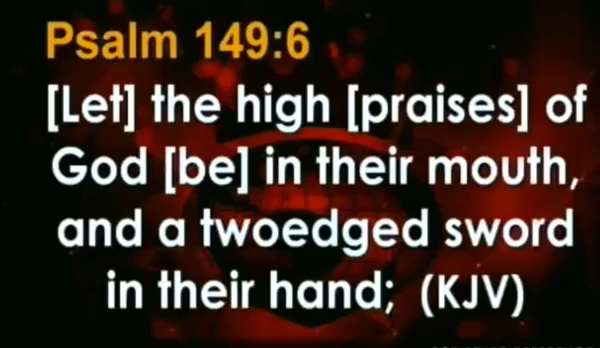 Psalm 149:6
[Let] the high [praises] of
God [be] in their mouth,
and a twoedged sword
in their hand; (KJV)